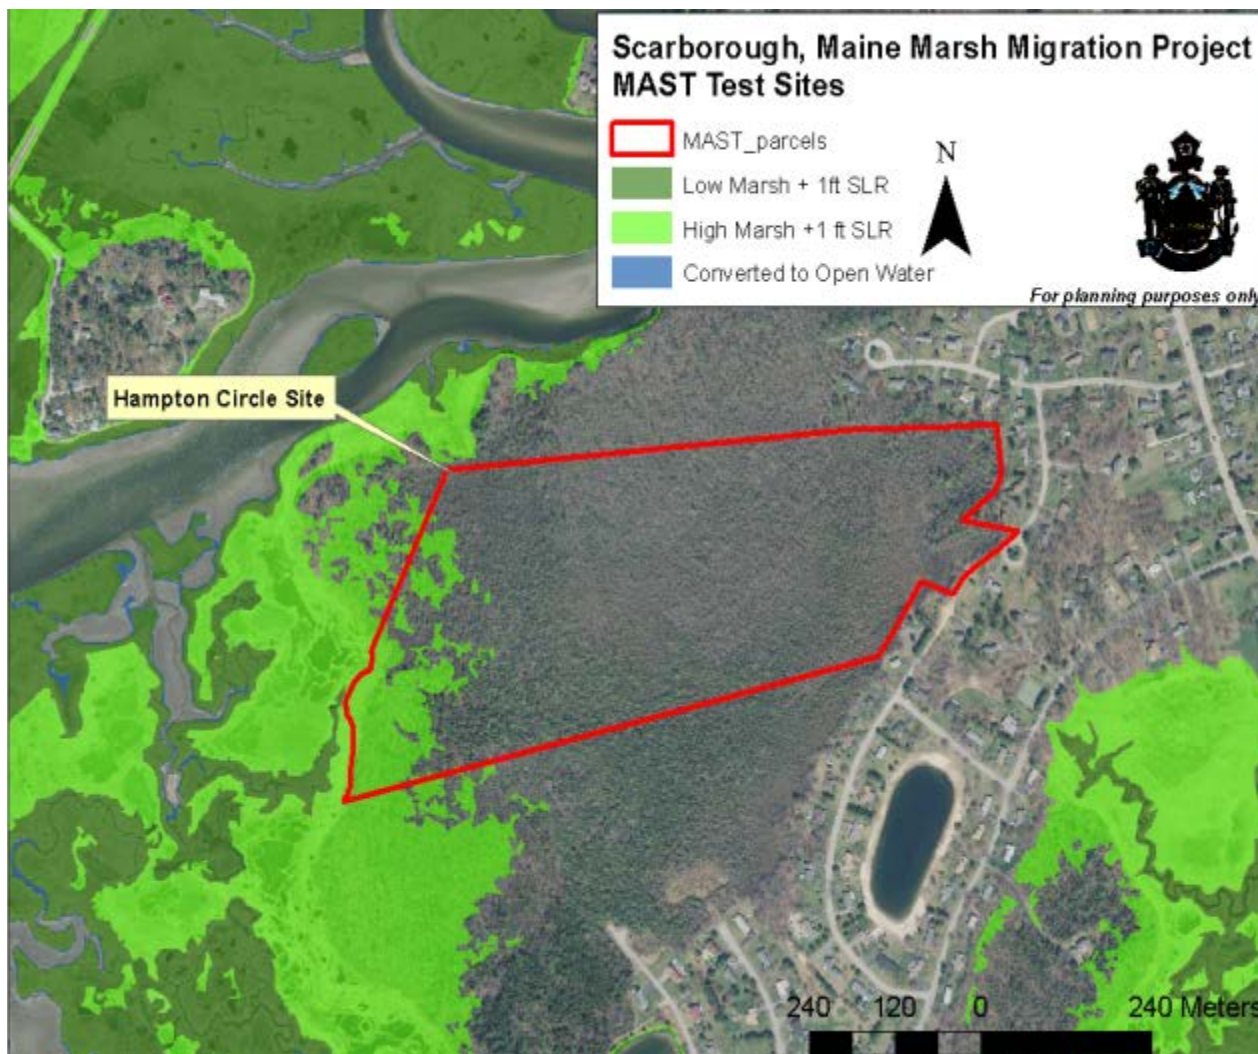 Scarborough, Maine Marsh Migration Project
MAST Test Sites
MAST_parcels
Low Marsh + 1ft SLR
High Marsh +1 ft SLR
Converted to Open Water
N
For planning purposes only
Hampton Circle Site
240 120 0 240 Meters